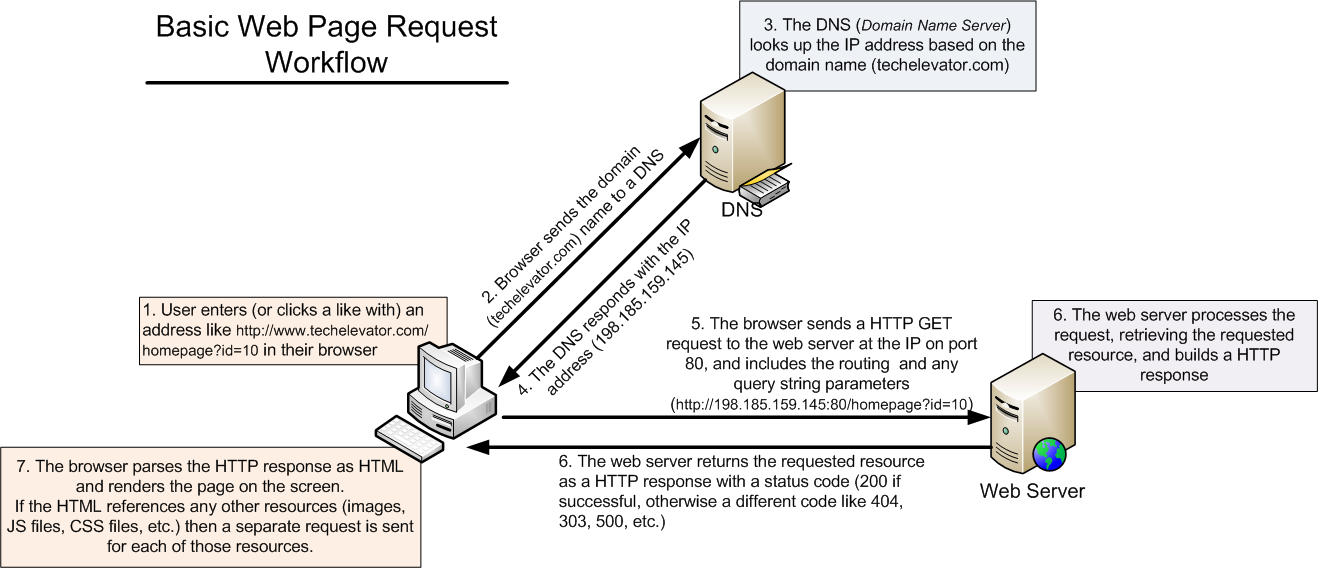 Basic Web Page Request
Workflow
1. User enters (or clicks a like with) an
address like http://www.techelevator.com/
homepage?id=10 in their browser
2. Browser sends the domain
(techelevator.com) name to a DNS
3. The DNS (Domain Name Server)
looks up the IP address based on the
domain name (techelevator.com)
DNS
4. The DNS responds with the IP
address (198.185.159.145)
5. The browser sends a HTTP GET
request to the web server at the IP on port
80, and includes the routing and any
query string parameters
(http://198.185.159.145:80/homepage?id=10)
6. The web server processes the
request, retrieving the requested
resource, and builds a HTTP
response
Web Server
6. The web server returns the requested resource
as a HTTP response with a status code (200 if
successful, otherwise a different code like 404,
303, 500, etc.)
7. The browser parses the HTTP response as HTML
and renders the page on the screen.
If the HTML references any other resources (images,
JS files, CSS files, etc.) then a separate request is sent
for each of those resources.